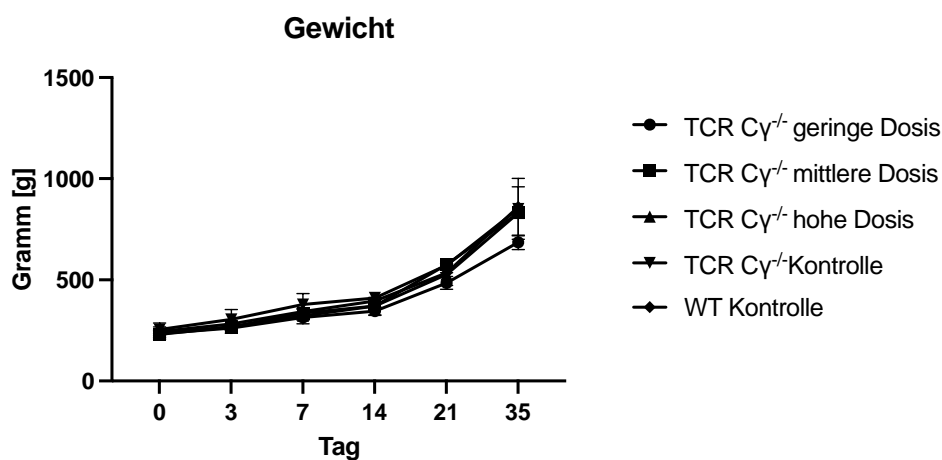 Gewicht
1500
1000
500
0
Gramm [g]
0 3 7 14 21 35
Tag
TCR Cγ-/- geringe Dosis
TCR Cγ-/- mittlere Dosis
TCR Cγ-/- hohe Dosis
TCR Cγ-/-Kontrolle
WT Kontrolle